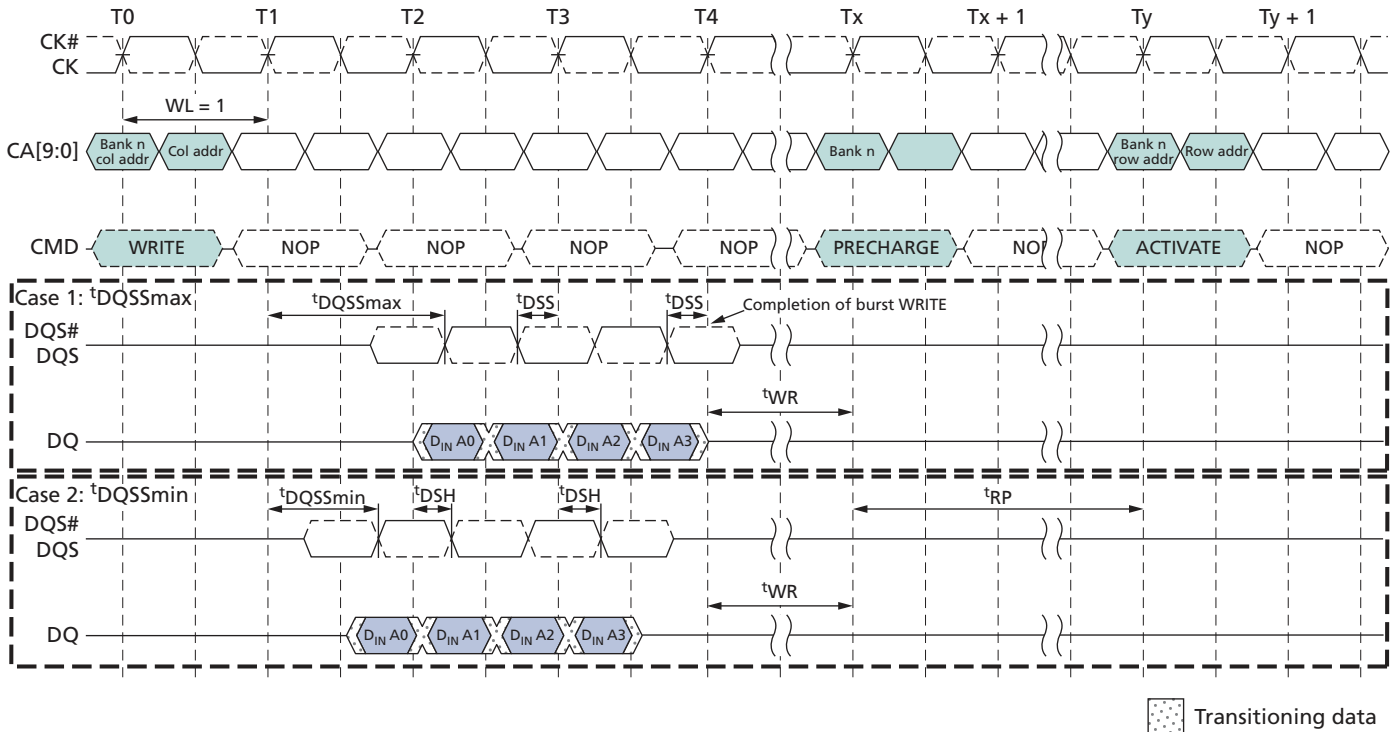 T0 T1 T2 T3 T4 Tx Tx + 1 Ty Ty + 1
CK#
CK
WL = 1
CA[9:0] Bank n col addr Col addr Bank n Bank n row addr Row addr
CMD WRITE NOP NOP NOP NOP PRECHARGE NOP ACTIVATE NOP
Case 1: tDQSSmax
tDQSSmax tDSS tDSS Completion of burst WRITE
DQS#
DQS
tWR
DQ DIN A0 DIN A1 DIN A2 DIN A3
Case 2: tDQSSmin
tDQSSmin tDSH tDSH tRP
DQS#
DQS
tWR
DQ DIN A0 DIN A1 DIN A2 DIN A3
Transitioning data